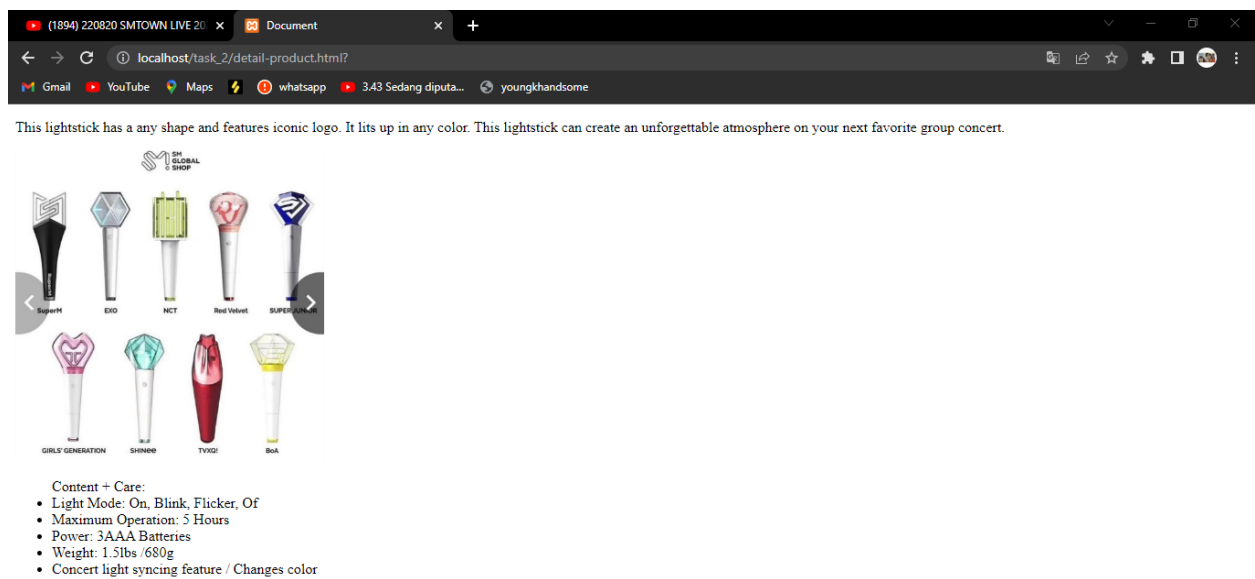 (1894) 220820 SMTOWN LIVE 20
Document
localhost/task_2/detail-product.html?
Gmail
YouTube
Maps
whatsapp
3.43 Sedang diputa...
youngkhandsome
This lightstick has a any shape and features iconic logo. It lits up in any color. This lightstick can create an unforgettable atmosphere on your next favorite group concert.
SM
GLOBAL
SHOP
SuperM
EXO
NCT
Red Velvet
SUPER JUNIOR
GIRLS' GENERATION
SHINee
TVXQ!
BoA
Content + Care:
Light Mode: On, Blink, Flicker, Of
Maximum Operation: 5 Hours
Power: 3AAA Batteries
Weight: 1.5lbs /680g
Concert light syncing feature / Changes color